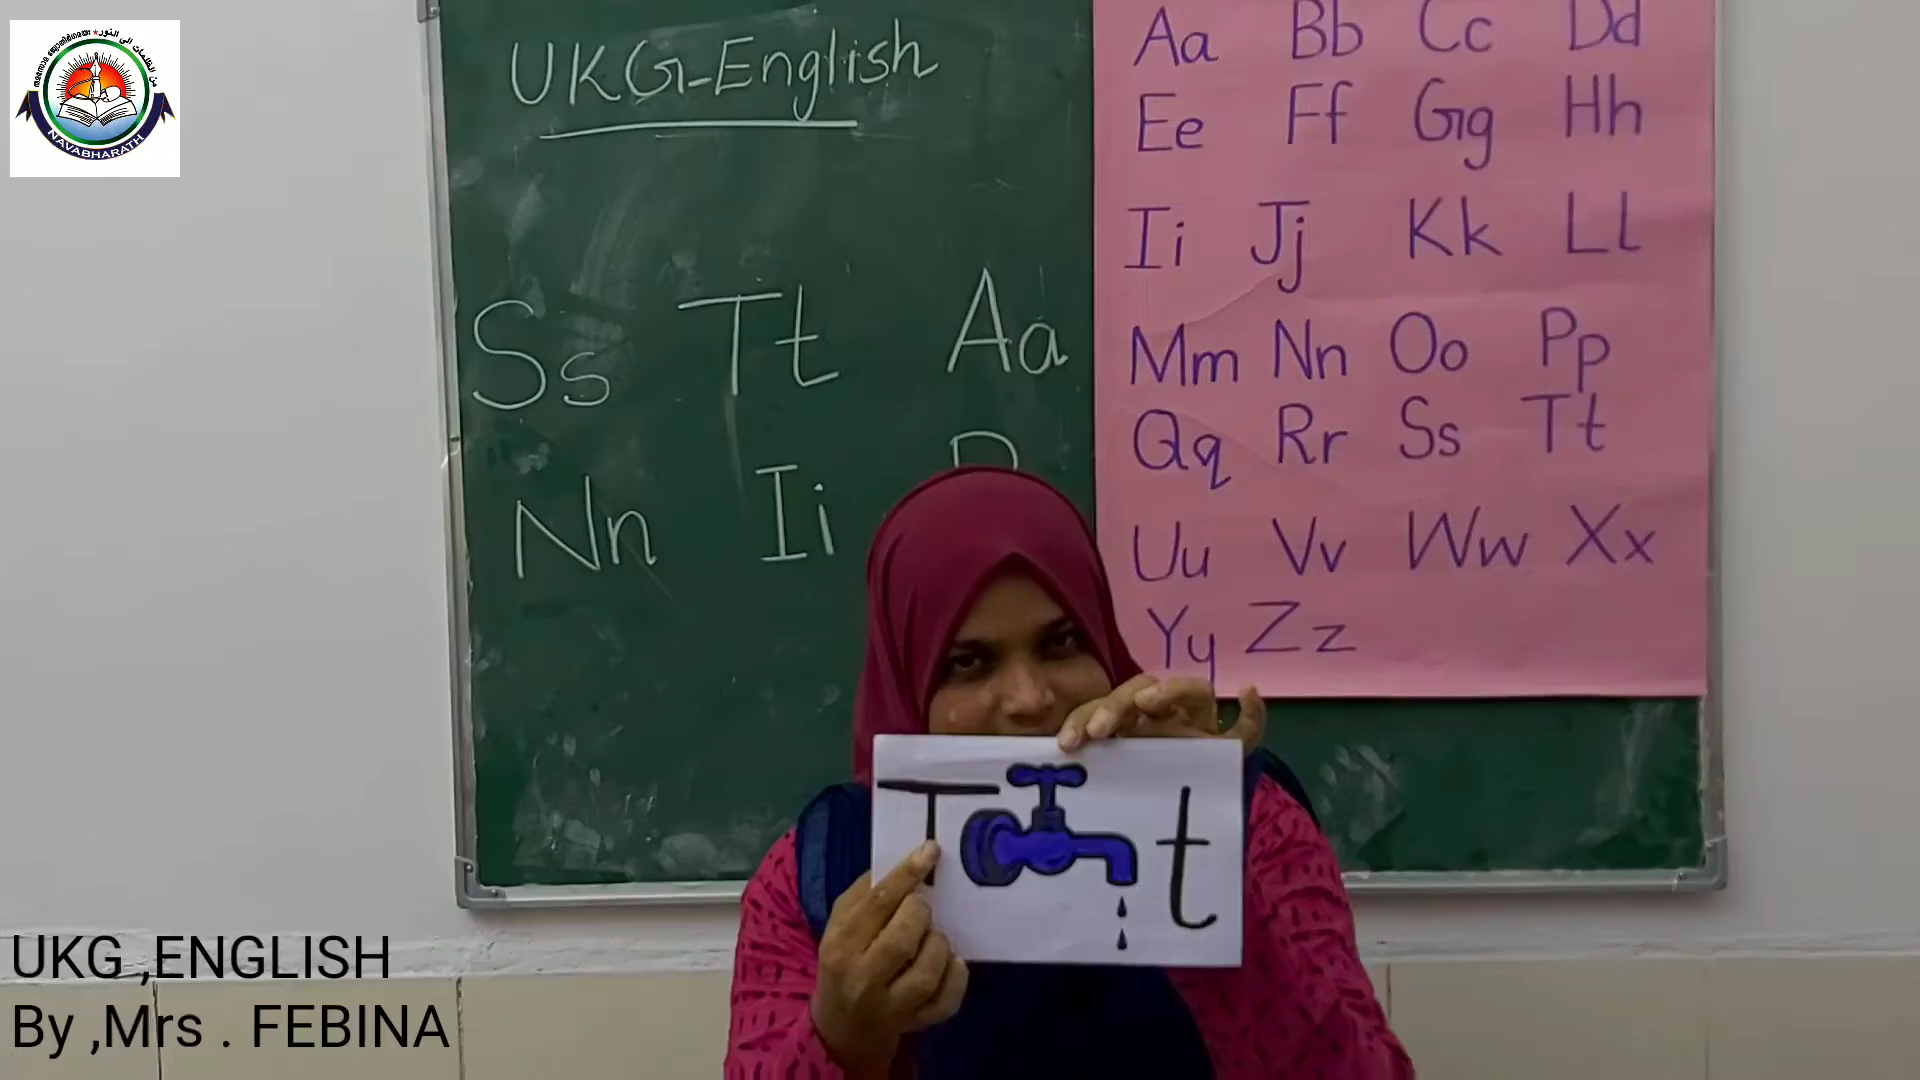 NAVABHARATH
UKG-English
Ss Tt Aa
Nn Ii
Aa Bb Cc Dd
Ee Ff Gg Hh
Ii Jj Kk Ll
Mm Nn Oo Pp
Qq Rr Ss Tt
Uu Vv Ww Xx
Yy Zz
T t
UKG ,ENGLISH
By ,Mrs . FEBINA